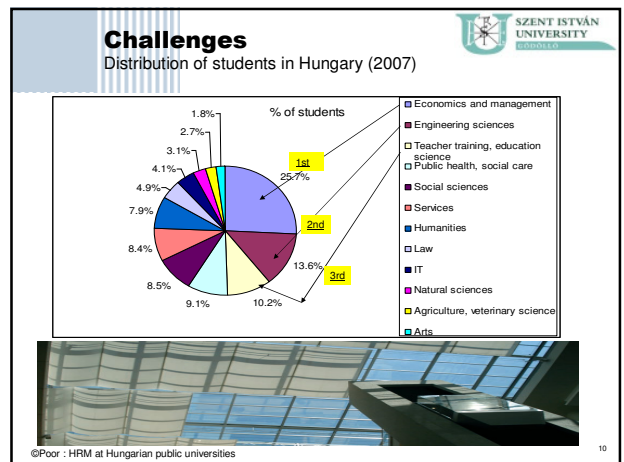 Challenges
Distribution of students in Hungary (2007)
SZENT ISTVÁN
UNIVERSITY
GÖDÖLLŐ
% of students
1.8%
2.7%
3.1%
4.1%
4.9%
7.9%
8.4%
8.5%
9.1%
10.2%
13.6%
25.7%
1st
2nd
3rd
Economics and management
Engineering sciences
Teacher training, education
science
Public health, social care
Social sciences
Services
Humanities
Law
IT
Natural sciences
Agriculture, veterinary science
Arts
©Poor : HRM at Hungarian public universities
10